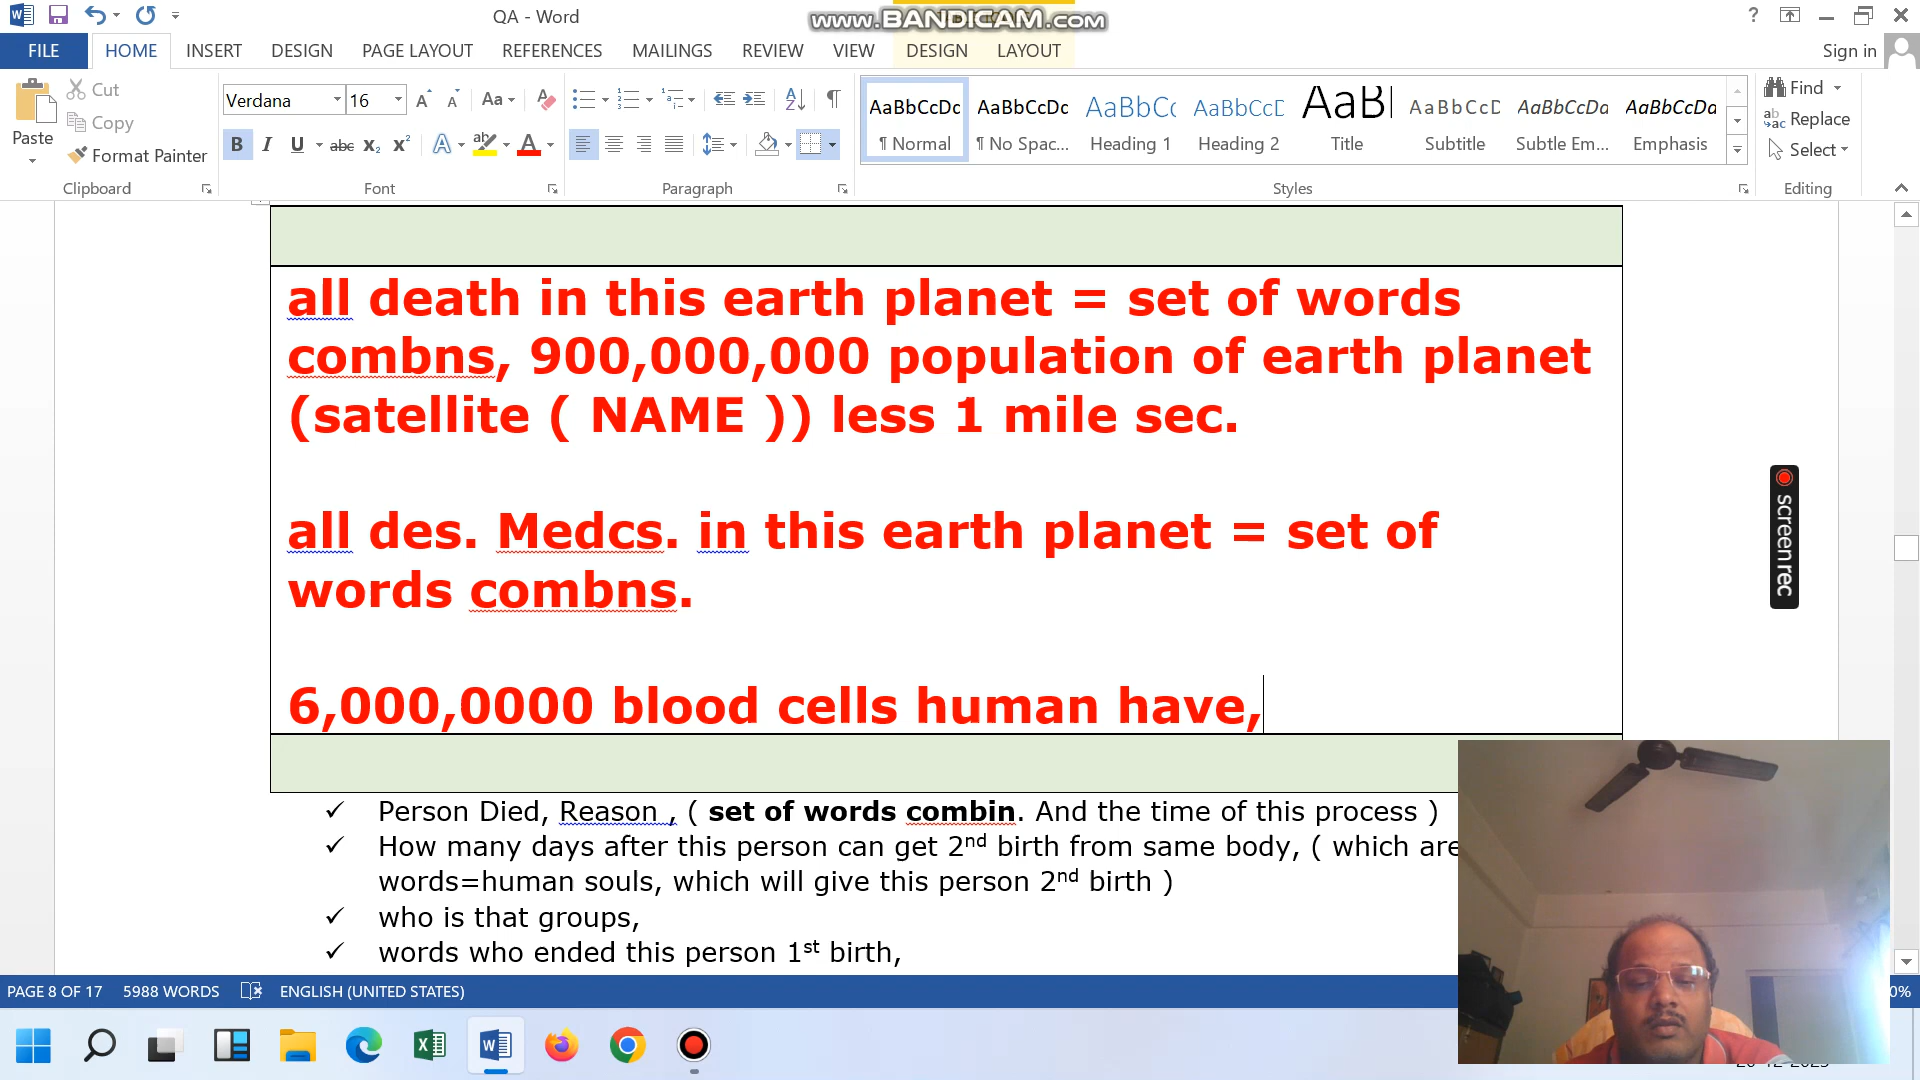 QA - Word
www.BANDICAM.com
FILE HOME INSERT DESIGN PAGE LAYOUT REFERENCES MAILINGS REVIEW VIEW DESIGN LAYOUT Sign in
Paste Cut Copy Format Painter
Clipboard
Verdana 16
Font
Paragraph
AaBbCcDc AaBbCcDc AaBbC AaBbCcD AaBl AaBbCcD AaBbCcDa AaBbCcDa
¶ Normal ¶ No Spac... Heading 1 Heading 2 Title Subtitle Subtle Em... Emphasis
Styles
Find
Replace
Select
Editing
all death in this earth planet = set of words
combns, 900,000,000 population of earth planet
(satellite ( NAME )) less 1 mile sec.
all des. Medcs. in this earth planet = set of
words combns.
6,000,0000 blood cells human have,
screenrec
✓ Person Died, Reason , ( set of words combin. And the time of this process )
✓ How many days after this person can get 2nd birth from same body, ( which are
words=human souls, which will give this person 2nd birth )
✓ who is that groups,
✓ words who ended this person 1st birth,
PAGE 8 OF 17 5988 WORDS ENGLISH (UNITED STATES)